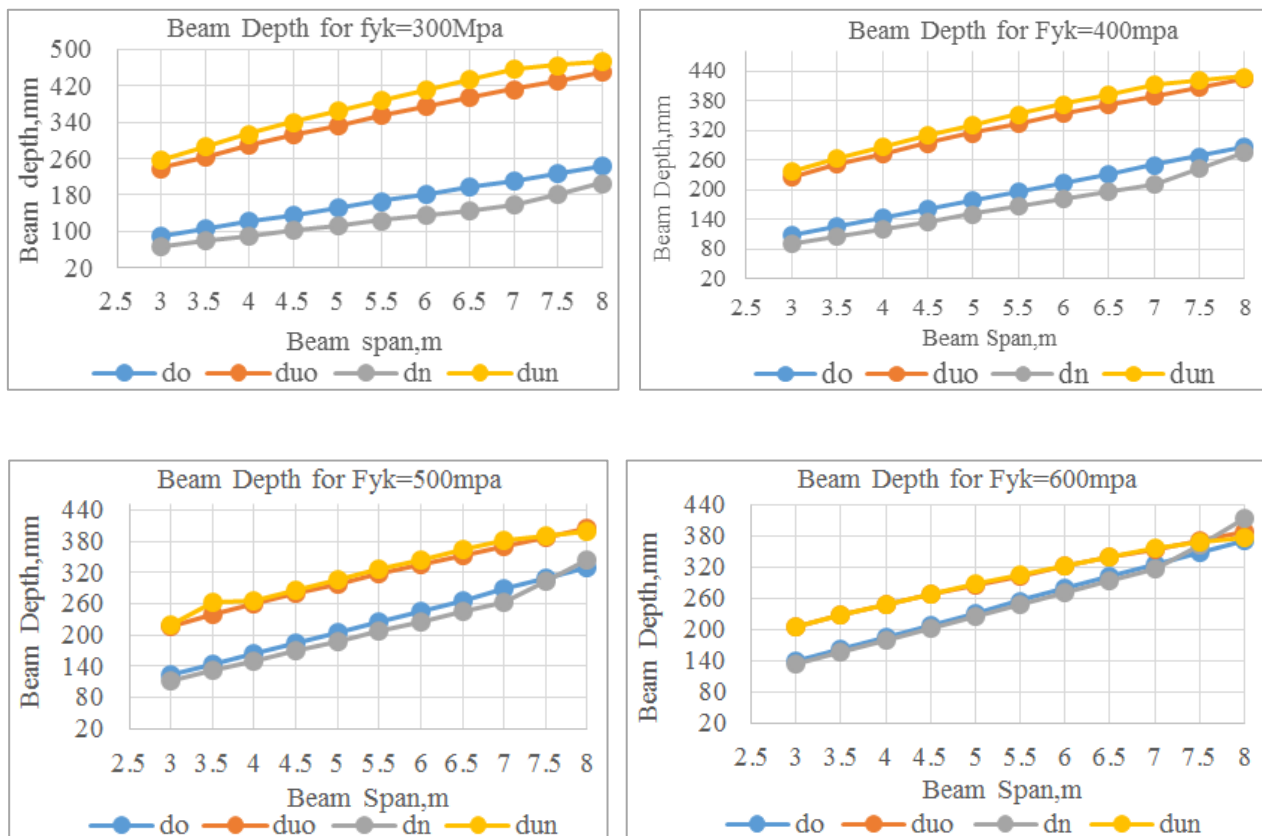 Beam Depth for fyk=300Mpa
Beam depth,mm
500
420
340
260
180
100
20
2.5 3 3.5 4 4.5 5 5.5 6 6.5 7 7.5 8
Beam span,m
do duo dn dun
Beam Depth for Fyk=400mpa
Beam Depth,mm
440
380
320
260
200
140
80
20
2.5 3 3.5 4 4.5 5 5.5 6 6.5 7 7.5 8
Beam Span,m
do duo dn dun
Beam Depth for Fyk=500mpa
Beam Depth,mm
440
380
320
260
200
140
80
20
2.5 3 3.5 4 4.5 5 5.5 6 6.5 7 7.5 8
Beam Span,m
do duo dn dun
Beam Depth for Fyk=600mpa
Beam Depth,mm
440
380
320
260
200
140
80
20
2.5 3 3.5 4 4.5 5 5.5 6 6.5 7 7.5 8
Beam Span,m
do duo dn dun